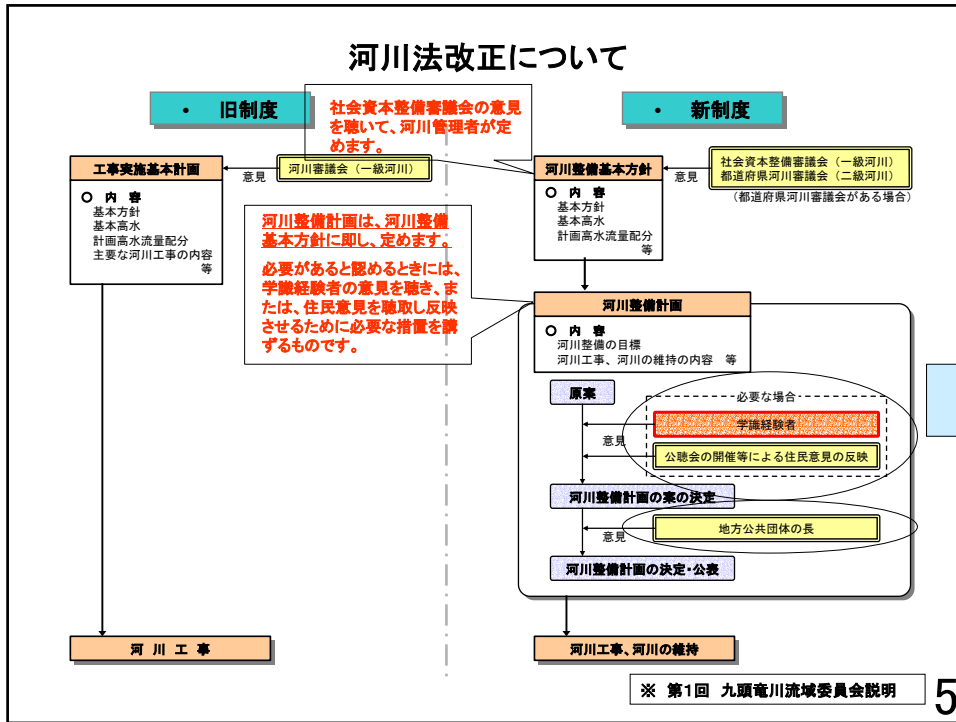 河川法改正について
・ 旧制度
・ 新制度
社会資本整備審議会の意見
を聴いて、河川管理者が定
めます。
工事実施基本計画
○ 内 容
基本方針
基本高水
計画高水流量配分
主要な河川工事の内容
等
意見
河川審議会（一級河川）
河川整備基本方針
○ 内 容
基本方針
基本高水
計画高水流量配分
等
意見
社会資本整備審議会（一級河川）
都道府県河川審議会（二級河川）
（都道府県河川審議会がある場合）
河川整備計画は、河川整備
基本方針に即し、定めます。
必要があると認めるときには、
学識経験者の意見を聴き、ま
たは、住民意見を聴取し反映
させるために必要な措置を講
ずるものです。
河川整備計画
○ 内 容
河川整備の目標
河川工事、河川の維持の内容 等
原案
必要な場合
学識経験者
意見
公聴会の開催等による住民意見の反映
河川整備計画の案の決定
意見
地方公共団体の長
河川整備計画の決定・公表
河 川 工 事
河川工事、河川の維持
※ 第1回 九頭竜川流域委員会説明
5